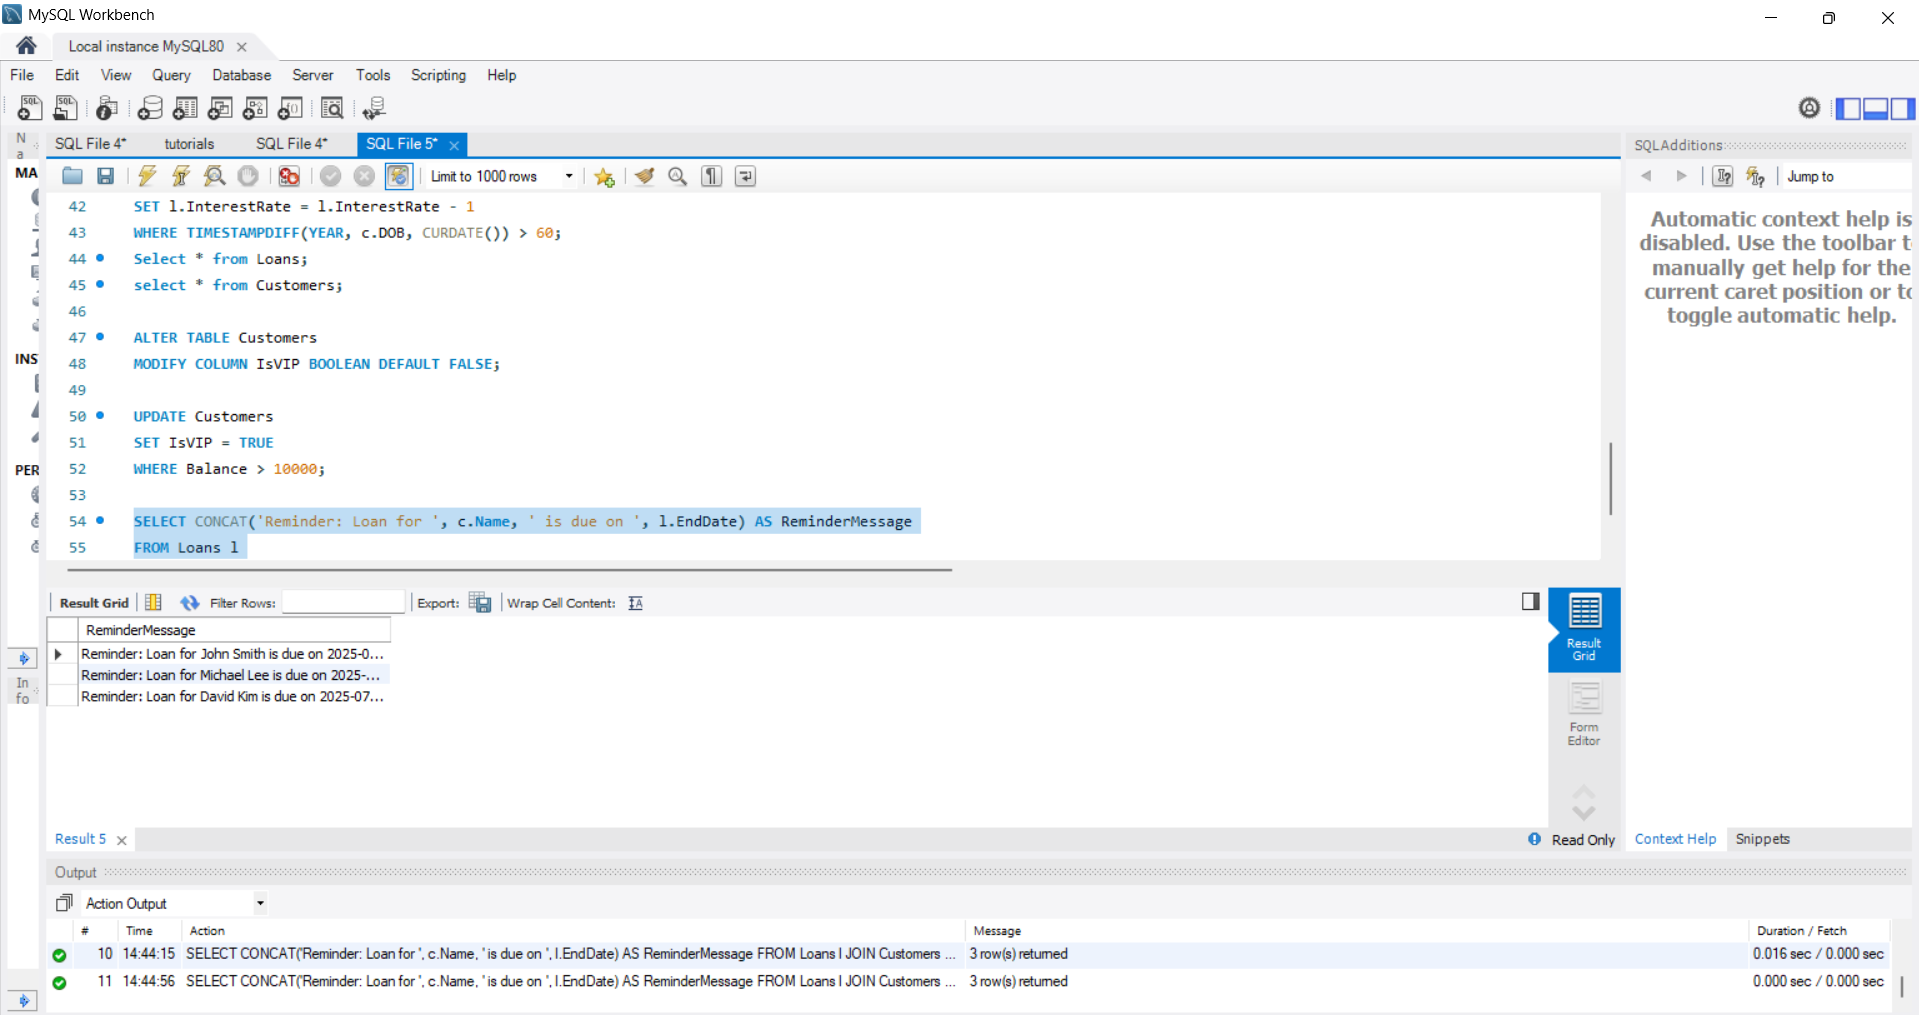 MySQL Workbench
Local instance MySQL80
File Edit View Query Database Server Tools Scripting Help
N
a
SQL File 4* tutorials SQL File 4* SQL File 5*
SQLAdditions
MA
Limit to 1000 rows
Jump to
42 SET l.InterestRate = l.InterestRate - 1
43 WHERE TIMESTAMPDIFF(YEAR, c.DOB, CURDATE()) > 60;
44 Select * from Loans;
45 select * from Customers;
46
47 ALTER TABLE Customers
48 MODIFY COLUMN IsVIP BOOLEAN DEFAULT FALSE;
49
50 UPDATE Customers
51 SET IsVIP = TRUE
52 WHERE Balance > 10000;
53
54 SELECT CONCAT('Reminder: Loan for ', c.Name, ' is due on ', l.EndDate) AS ReminderMessage
55 FROM Loans l
INS
PER
Automatic context help is
disabled. Use the toolbar t
manually get help for the
current caret position or to
toggle automatic help.
Result Grid Filter Rows: Export: Wrap Cell Content:
ReminderMessage
Reminder: Loan for John Smith is due on 2025-0...
Reminder: Loan for Michael Lee is due on 2025-...
Reminder: Loan for David Kim is due on 2025-07...
Result
Grid
Form
Editor
In
fo
Result 5
Read Only
Context Help Snippets
Output
Action Output
# Time Action Message Duration / Fetch
10 14:44:15 SELECT CONCAT('Reminder: Loan for ', c.Name, ' is due on ', l.EndDate) AS ReminderMessage FROM Loans l JOIN Customers ... 3 row(s) returned 0.016 sec / 0.000 sec
11 14:44:56 SELECT CONCAT('Reminder: Loan for ', c.Name, ' is due on ', l.EndDate) AS ReminderMessage FROM Loans l JOIN Customers ... 3 row(s) returned 0.000 sec / 0.000 sec